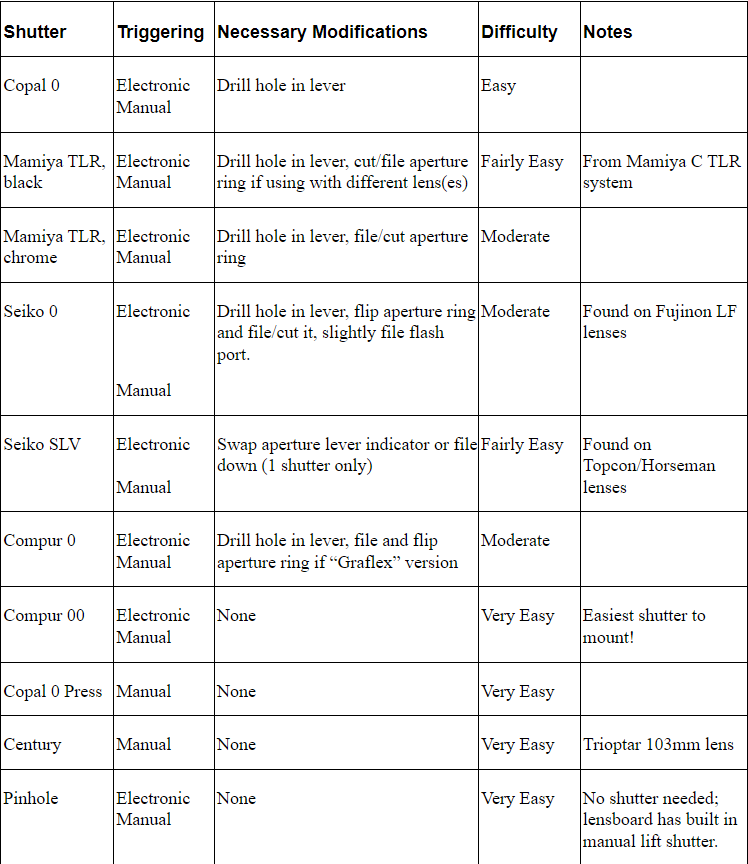 Shutter Triggering Necessary Modifications Difficulty Notes
Copal 0 Electronic Drill hole in lever Easy
Manual
Mamiya TLR, Electronic Drill hole in lever, cut/file aperture Fairly Easy From Mamiya C TLR
black Manual ring if using with different lens(es) system
Mamiya TLR, Electronic Drill hole in lever, file/cut aperture Moderate
chrome Manual ring
Seiko 0 Electronic Drill hole in lever, flip aperture ring Moderate Found on Fujinon LF
and file/cut it, slightly file flash lenses
port.
Manual
Seiko SLV Electronic Swap aperture lever indicator or file Fairly Easy Found on
down (1 shutter only) Topcon/Horseman
Manual lenses
Compur 0 Electronic Drill hole in lever, file and flip Moderate
Manual aperture ring if “Graflex” version
Compur 00 Electronic None Very Easy Easiest shutter to
Manual mount!
Copal 0 Press Manual None Very Easy
Century Manual None Very Easy Trioptar 103mm lens
Pinhole Electronic None Very Easy No shutter needed;
Manual lensboard has built in
manual lift shutter.